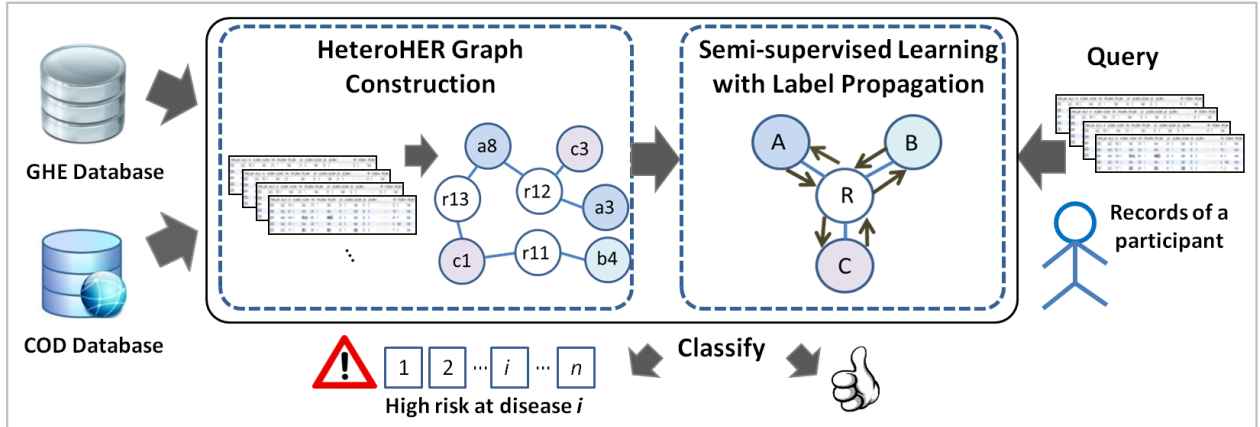 HeteroHER Graph
Construction
Semi-supervised Learning
with Label Propagation
Query
GHE Database
COD Database
a8
c3
r13
r12
a3
c1
r11
b4
...
A
B
R
C
Records of a
participant
Classify
1 2 ... i ... n
High risk at disease i